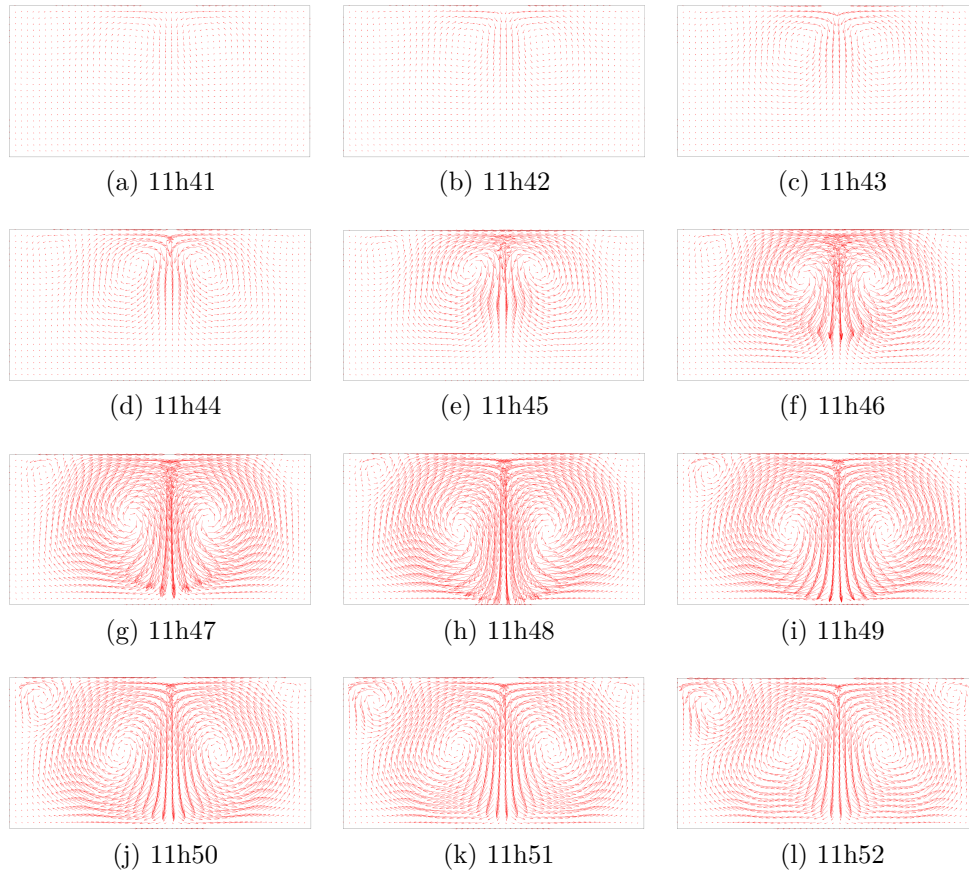 (a) 11h41
(b) 11h42
(c) 11h43
(d) 11h44
(e) 11h45
(f) 11h46
(g) 11h47
(h) 11h48
(i) 11h49
(j) 11h50
(k) 11h51
(l) 11h52